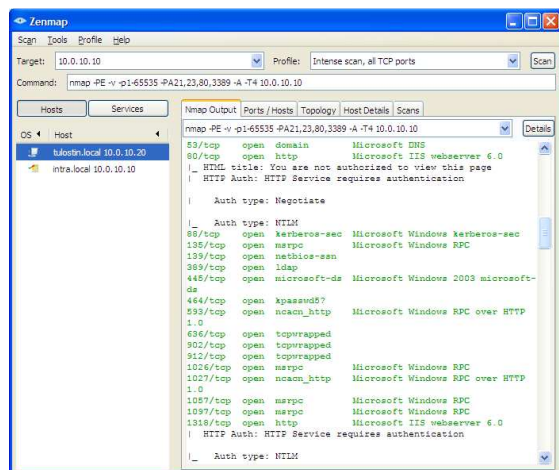 Zenmap
Scan Tools Profile Help
Target: 10.0.10.10 Profile: Intense scan, all TCP ports Scan
Command: nmap -PE -v -p1-65535 -PA21,23,80,3389 -A -T4 10.0.10.10
Hosts Services
Nmap Output Ports / Hosts Topology Host Details Scans
OS Host
tulostin.local 10.0.10.20
intra.local 10.0.10.10
nmap -PE -v -p1-65535 -PA21,23,80,3389 -A -T4 10.0.10.10 Details
53/tcp open domain Microsoft DNS
80/tcp open http Microsoft IIS webserver 6.0
|_ HTML title: You are not authorized to view this page
| HTTP Auth: HTTP Service requires authentication
| Auth type: Negotiate
|_ Auth type: NTLM
88/tcp open kerberos-sec Microsoft Windows kerberos-sec
135/tcp open msrpc Microsoft Windows RPC
139/tcp open netbios-ssn
389/tcp open ldap
445/tcp open microsoft-ds Microsoft Windows 2003 microsoft-
ds
464/tcp open kpasswd5?
593/tcp open ncacn_http Microsoft Windows RPC over HTTP
1.0
636/tcp open tcpwrapped
902/tcp open tcpwrapped
912/tcp open tcpwrapped
1026/tcp open msrpc Microsoft Windows RPC
1027/tcp open ncacn_http Microsoft Windows RPC over HTTP
1.0
1057/tcp open msrpc Microsoft Windows RPC
1097/tcp open msrpc Microsoft Windows RPC
1318/tcp open http Microsoft IIS webserver 6.0
| HTTP Auth: HTTP Service requires authentication
|_ Auth type: NTLM